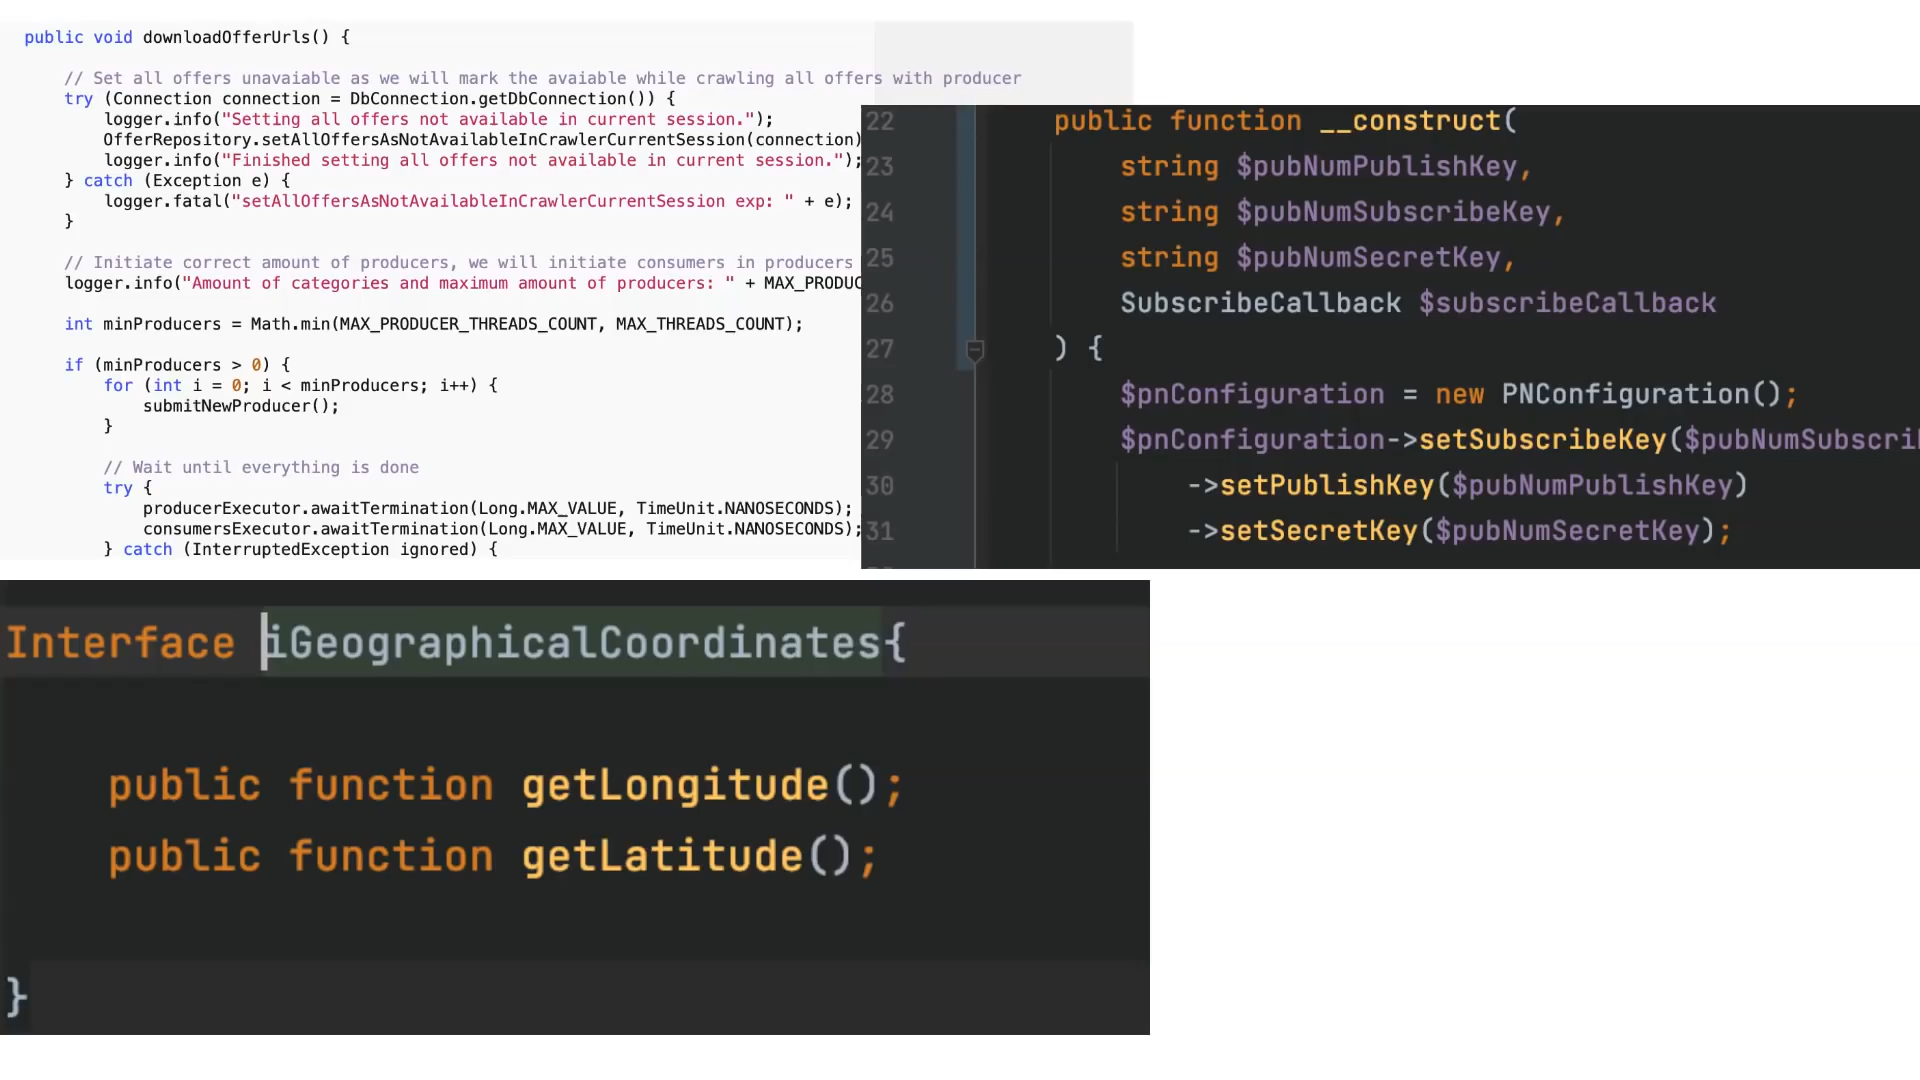 public void downloadOfferUrls() {
// Set all offers unavaiable as we will mark the avaiable while crawling all offers with producer
try (Connection connection = DbConnection.getDbConnection()) {
logger.info("Setting all offers not available in current session.");
OfferRepository.setAllOffersAsNotAvailableInCrawlerCurrentSession(connection)
logger.info("Finished setting all offers not available in current session.");
} catch (Exception e) {
logger.fatal("setAllOffersAsNotAvailableInCrawlerCurrentSession exp: " + e);
}
// Initiate correct amount of producers, we will initiate consumers in producers
logger.info("Amount of categories and maximum amount of producers: " + MAX_PRODUC
int minProducers = Math.min(MAX_PRODUCER_THREADS_COUNT, MAX_THREADS_COUNT);
if (minProducers > 0) {
for (int i = 0; i < minProducers; i++) {
submitNewProducer();
}
// Wait until everything is done
try {
producerExecutor.awaitTermination(Long.MAX_VALUE, TimeUnit.NANOSECONDS);
consumersExecutor.awaitTermination(Long.MAX_VALUE, TimeUnit.NANOSECONDS);
} catch (InterruptedException ignored) {
22 public function __construct(
23 string $pubNumPublishKey,
24 string $pubNumSubscribeKey,
25 string $pubNumSecretKey,
26 SubscribeCallback $subscribeCallback
27 ) {
28 $pnConfiguration = new PNConfiguration();
29 $pnConfiguration->setSubscribeKey($pubNumSubscri
30 ->setPublishKey($pubNumPublishKey)
31 ->setSecretKey($pubNumSecretKey);
Interface iGeographicalCoordinates{
public function getLongitude();
public function getLatitude();
}